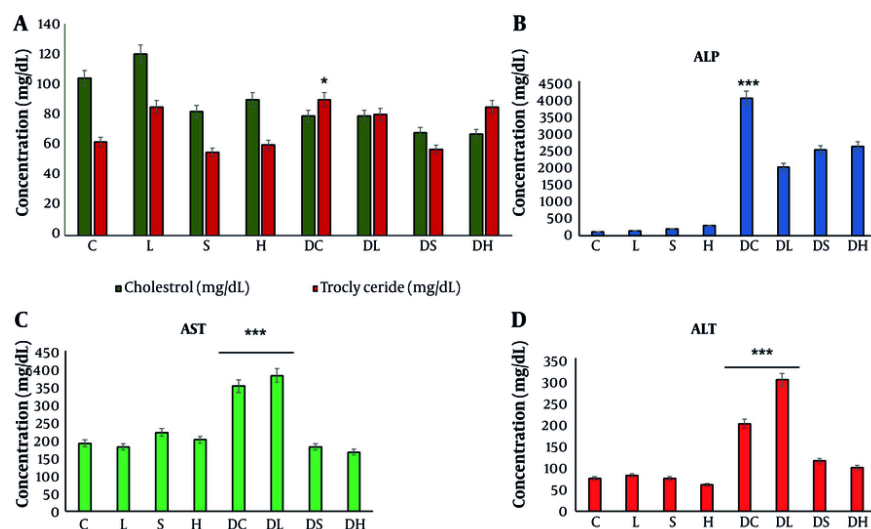 A
Concentration (mg/dL)
140
120
100
80
60
40
20
0
*
C L S H DC DL DS DH
Cholestrol (mg/dL) Trocly ceride (mg/dL)
B
ALP
Concentration (mg/dL)
4500
4000
3500
3000
2500
2000
1500
1000
500
0
***
C L S H DC DL DS DH
C
AST
Concentration (mg/dL)
450
400
350
300
250
200
150
100
50
0
***
C L S H DC DL DS DH
D
ALT
Concentration (mg/dL)
350
300
250
200
150
100
50
0
***
C L S H DC DL DS DH